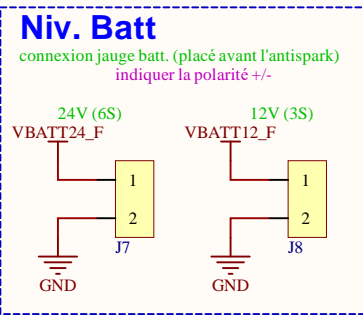 Niv. Batt
connexion jauge batt. (placé avant l'antispark)
indiquer la polarité +/-
24V (6S)
VBATT24_F
1
2
J7
GND
12V (3S)
VBATT12_F
1
2
J8
GND